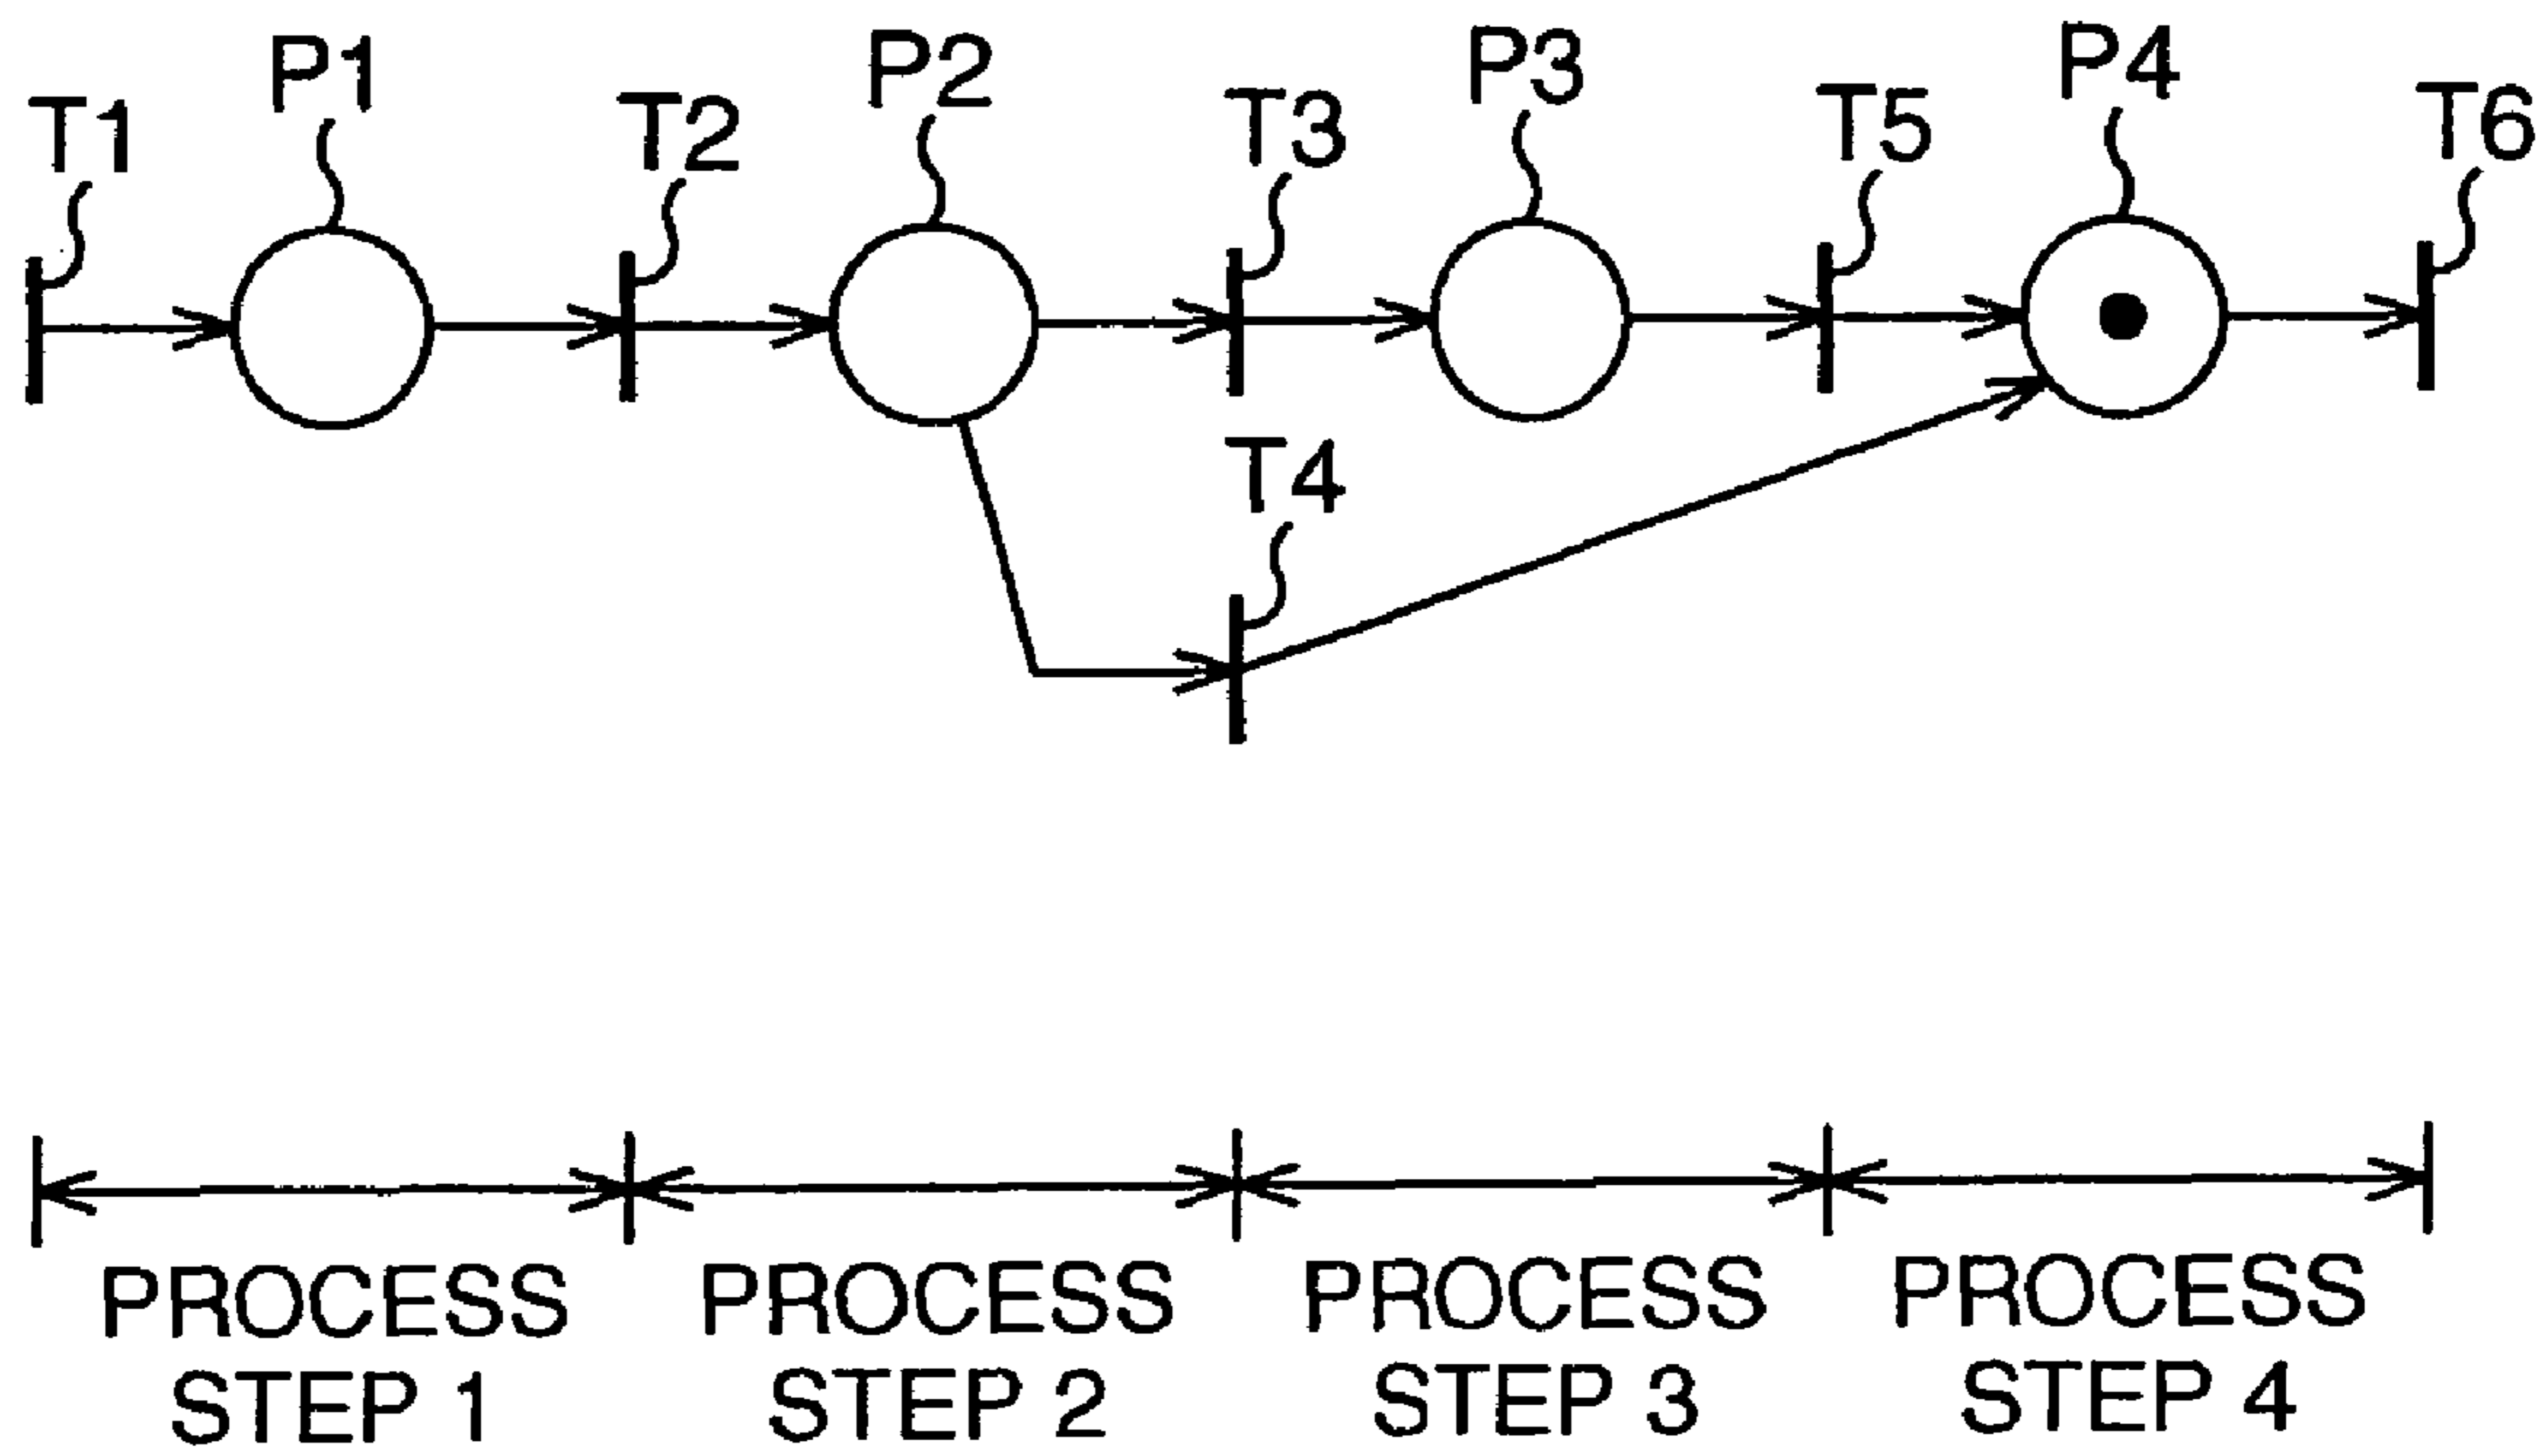 P1
P2
P3
P4
T1
T2
T3
T5
T6
T4
PROCESS
STEP 1
PROCESS
STEP 2
PROCESS
STEP 3
PROCESS
STEP 4